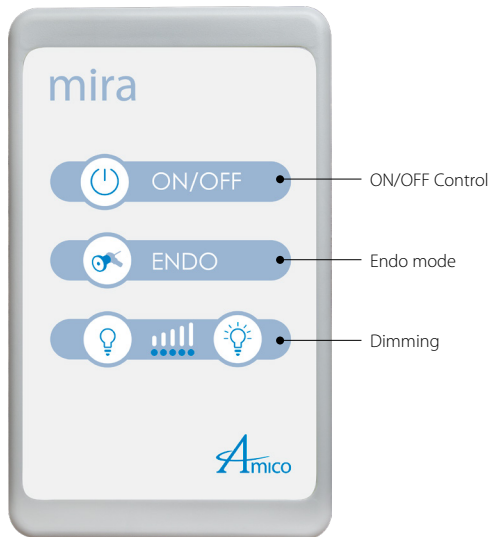 mira
ON/OFF
ON/OFF Control
ENDO
Endo mode
Dimming
Amico